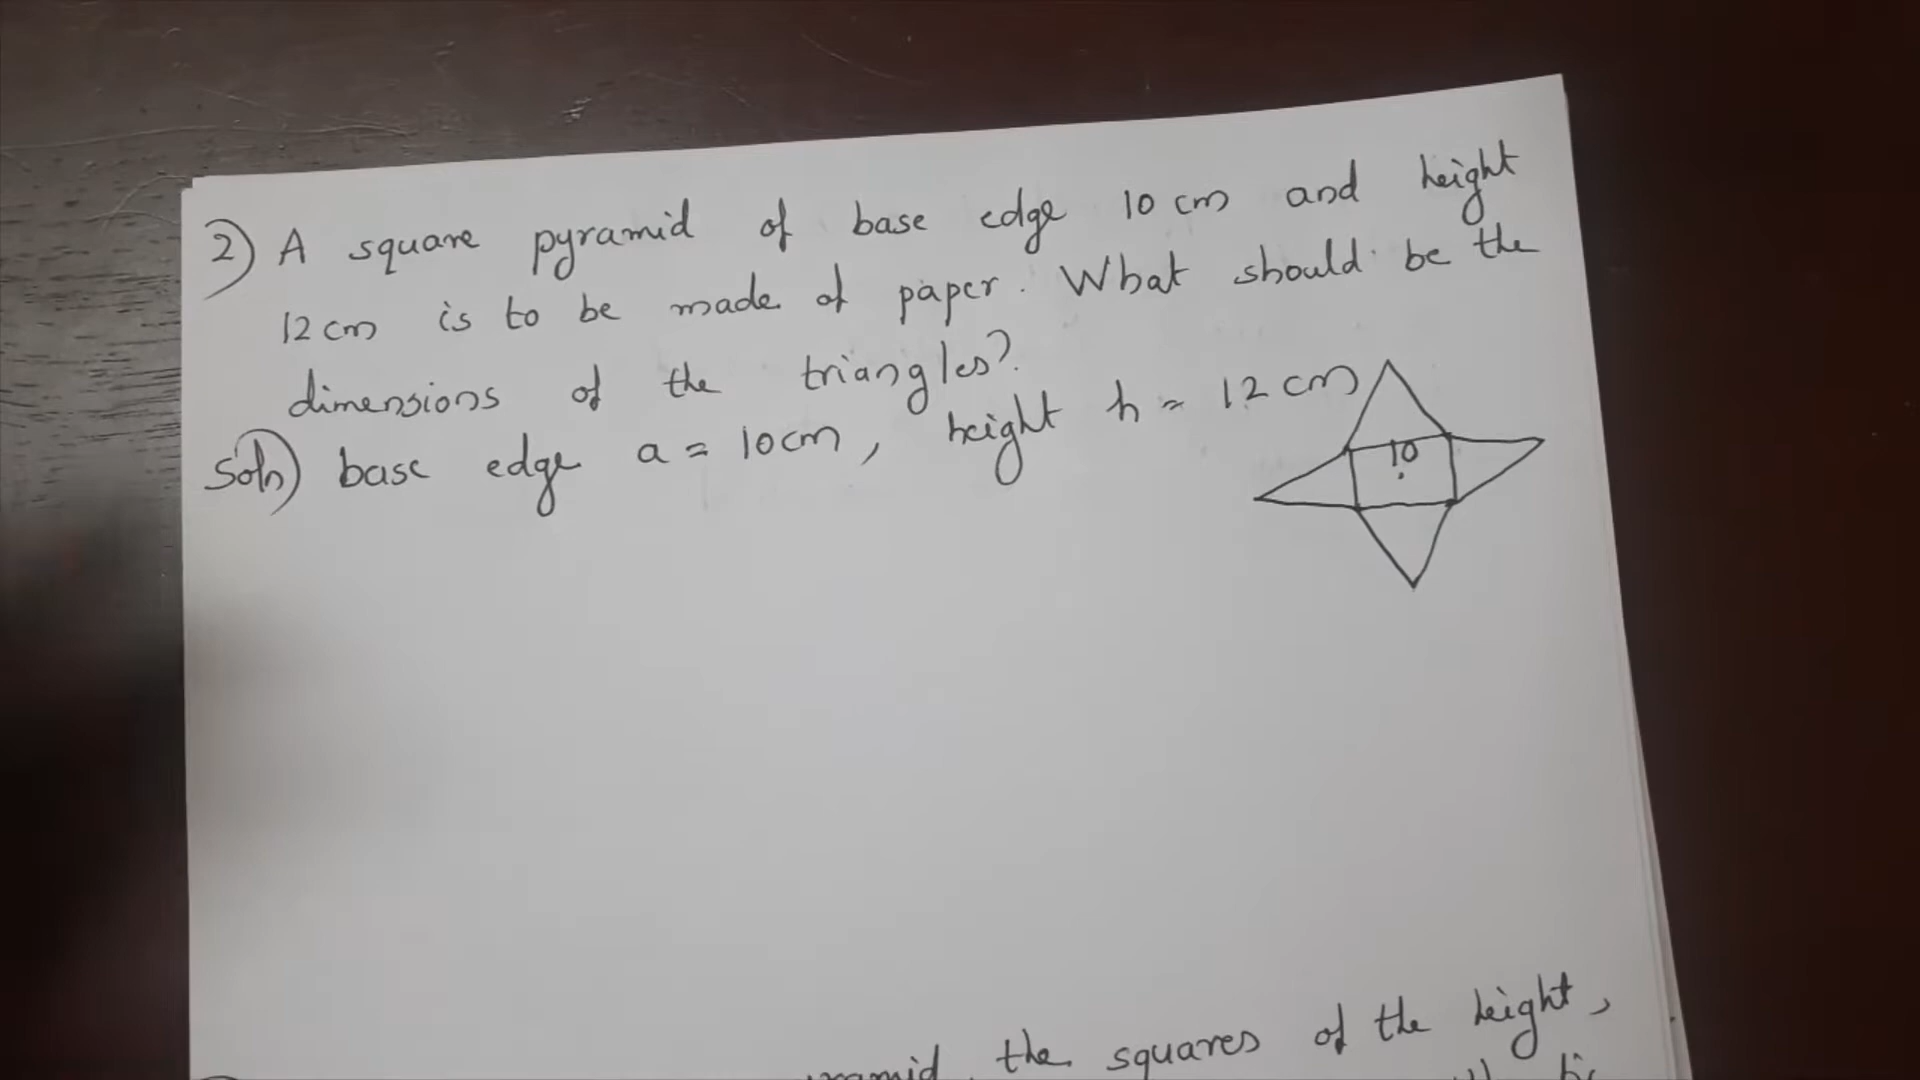 2) A square pyramid of base edge 10 cm and height
12 cm is to be made of paper. What should be the
dimensions of the triangles?
Soln) base edge a = 10 cm, height h = 12 cm
10
the squares of the height,